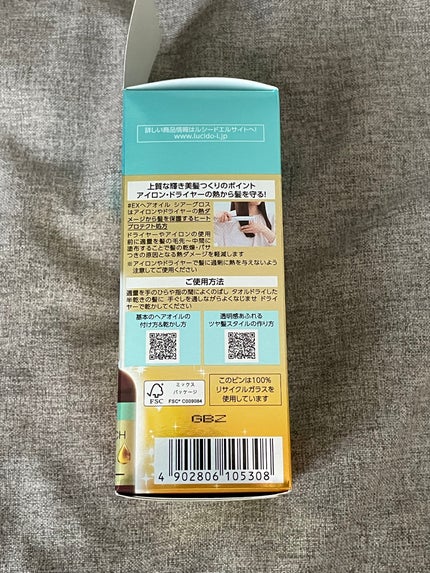 詳しい商品情報はルシードエルサイトへ!
www.lucido-l.jp
上質な輝き美髪つくりのポイント
アイロン・ドライヤーの熱から髪を守る!
#EXヘアオイル シアーグロス
はアイロンやドライヤーの熱ダ
メージから髪を保護するヒート
プロテクト処方
ドライヤーやアイロンの使用
前に適量を髪の毛先~中間に
塗布することで髪の乾燥・パサ
つきの原因となる熱ダメージを軽減します
※アイロンやドライヤーで髪に過剰に熱を与えないよう
注意してご使用ください
ご使用方法
適量を手のひらや指の間によくのばし、タオルドライした
半乾きの髪に 手ぐしを通しながらよくなじませ ドライ
ヤーで乾かしてください
基本のヘアオイルの
付け方&乾かし方
透明感あふれる
ツヤ髪スタイルの作り方
FSC
ミックス
パッケージ
FSC® C009084
このビンは100%
リサイクルガラスを
使用しています
CH
GBZ
4 902806 105308